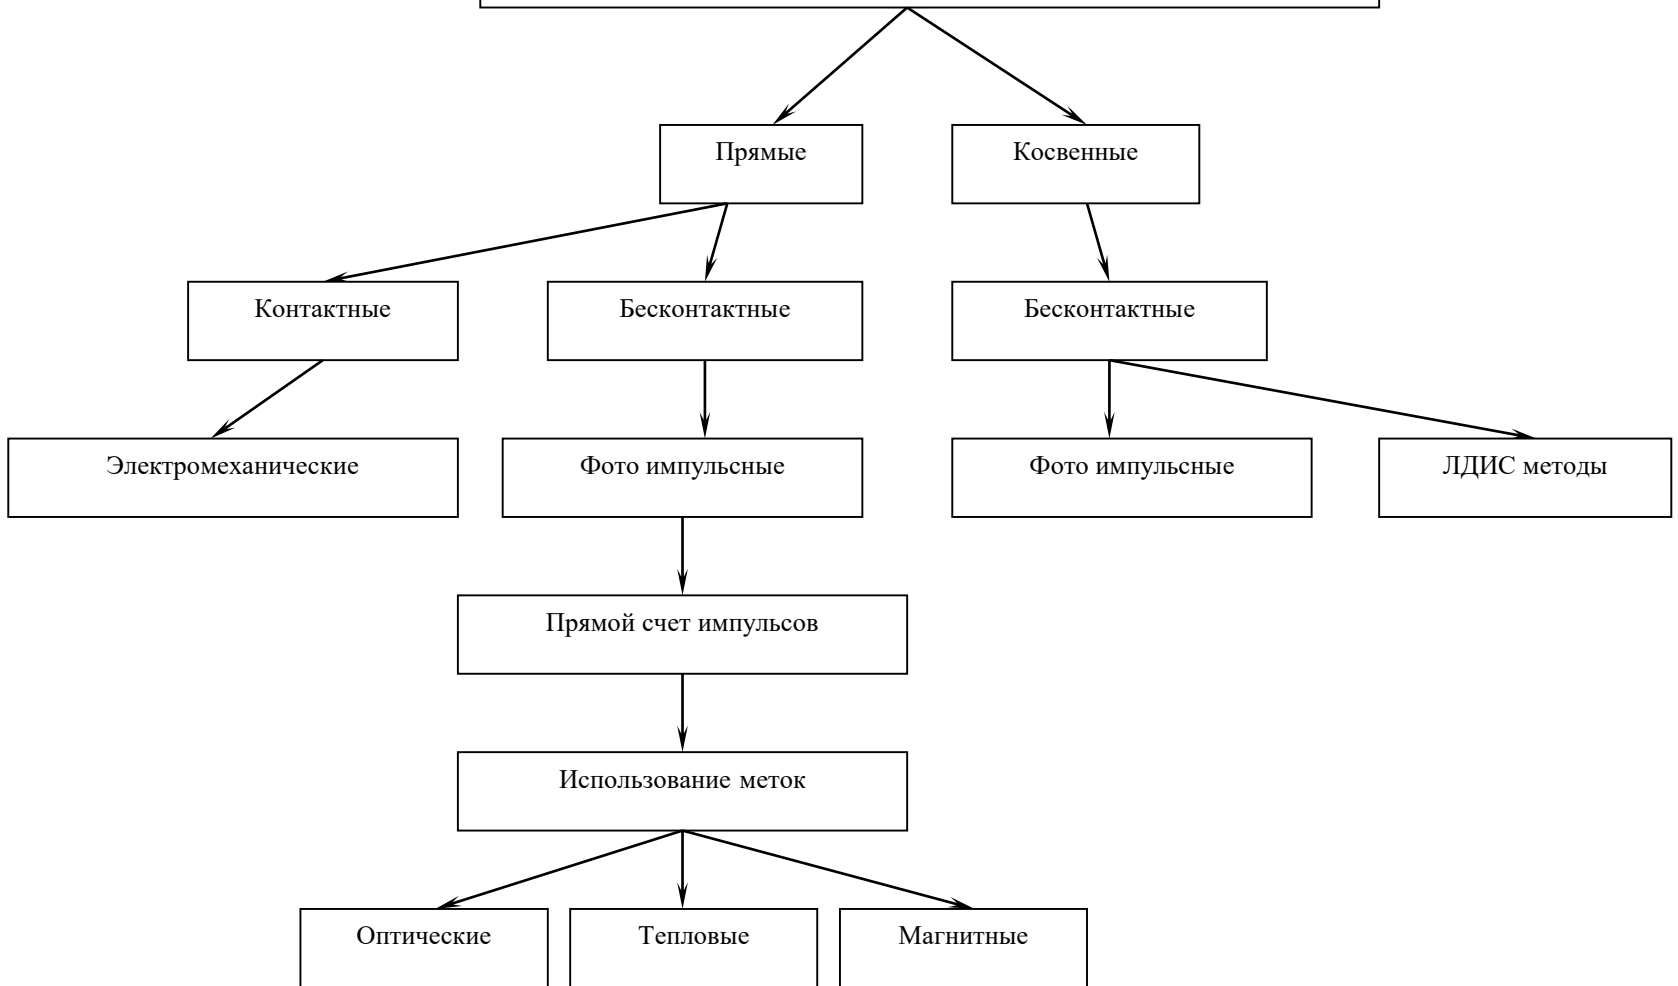 Прямые
Косвенные
Контактные
Бесконтактные
Бесконтактные
Электромеханические
Фото импульсные
Фото импульсные
ЛДИС методы
Прямой счет импульсов
Использование меток
Оптические
Тепловые
Магнитные